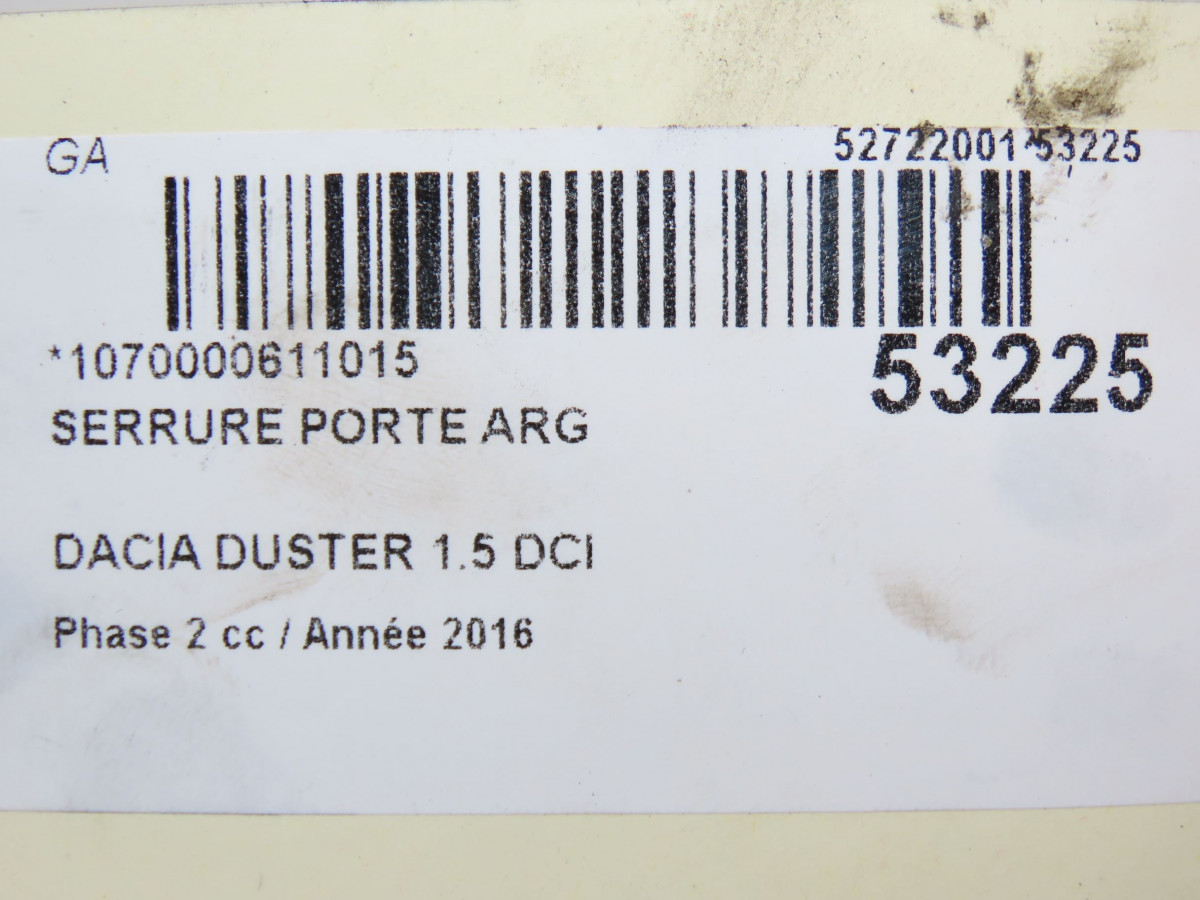 GA
52722001*53225
*1070000611015
53225
SERRURE PORTE ARG
DACIA DUSTER 1.5 DCI
Phase 2 cc / Année 2016